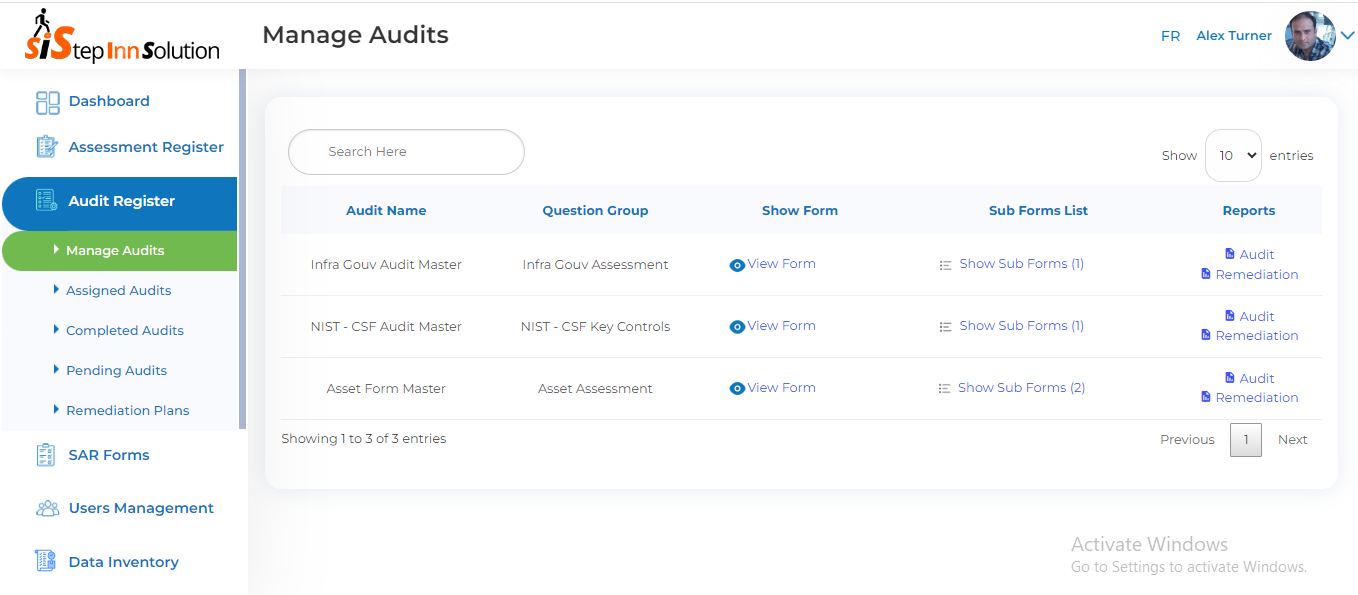 SiStep Inn Solution
Manage Audits
FR Alex Turner
Dashboard
Assessment Register
Audit Register
Manage Audits
Assigned Audits
Completed Audits
Pending Audits
Remediation Plans
SAR Forms
Users Management
Data Inventory
Search Here
Show 10 entries
Audit Name Question Group Show Form Sub Forms List Reports
Infra Gouv Audit Master Infra Gouv Assessment View Form Show Sub Forms (1) Audit
Remediation
NIST - CSF Audit Master NIST - CSF Key Controls View Form Show Sub Forms (1) Audit
Remediation
Asset Form Master Asset Assessment View Form Show Sub Forms (2) Audit
Remediation
Showing 1 to 3 of 3 entries
Previous 1 Next
Activate Windows
Go to Settings to activate Windows.